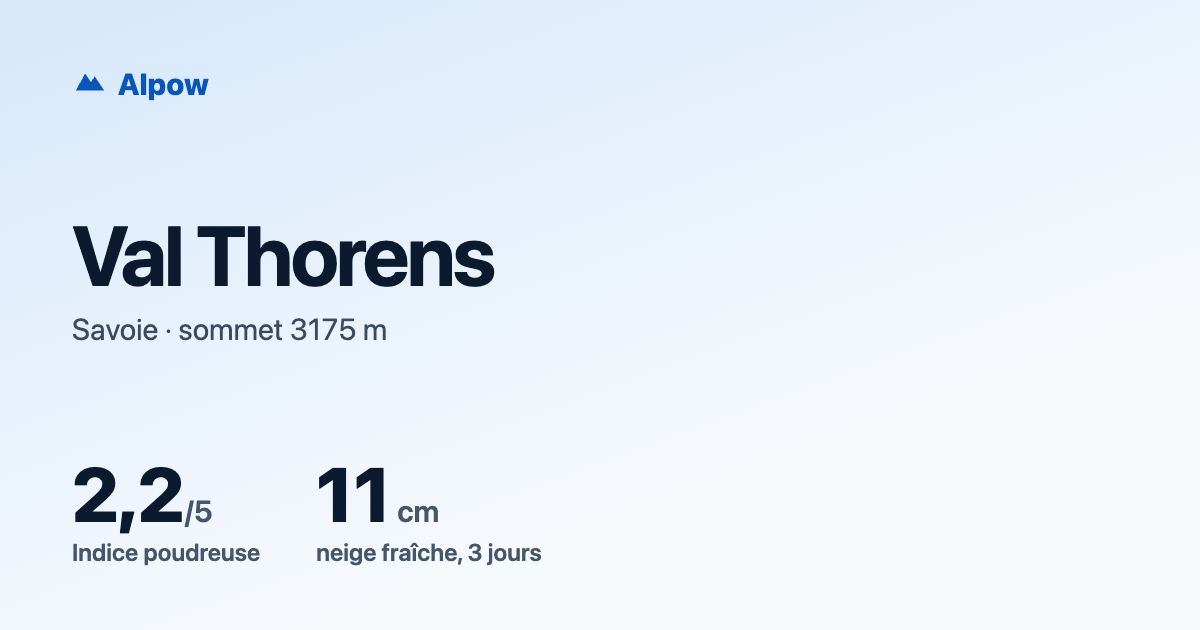 Alpow
Val Thorens
Savoie · sommet 3175 m
2,2/5
Indice poudreuse
11 cm
neige fraîche, 3 jours